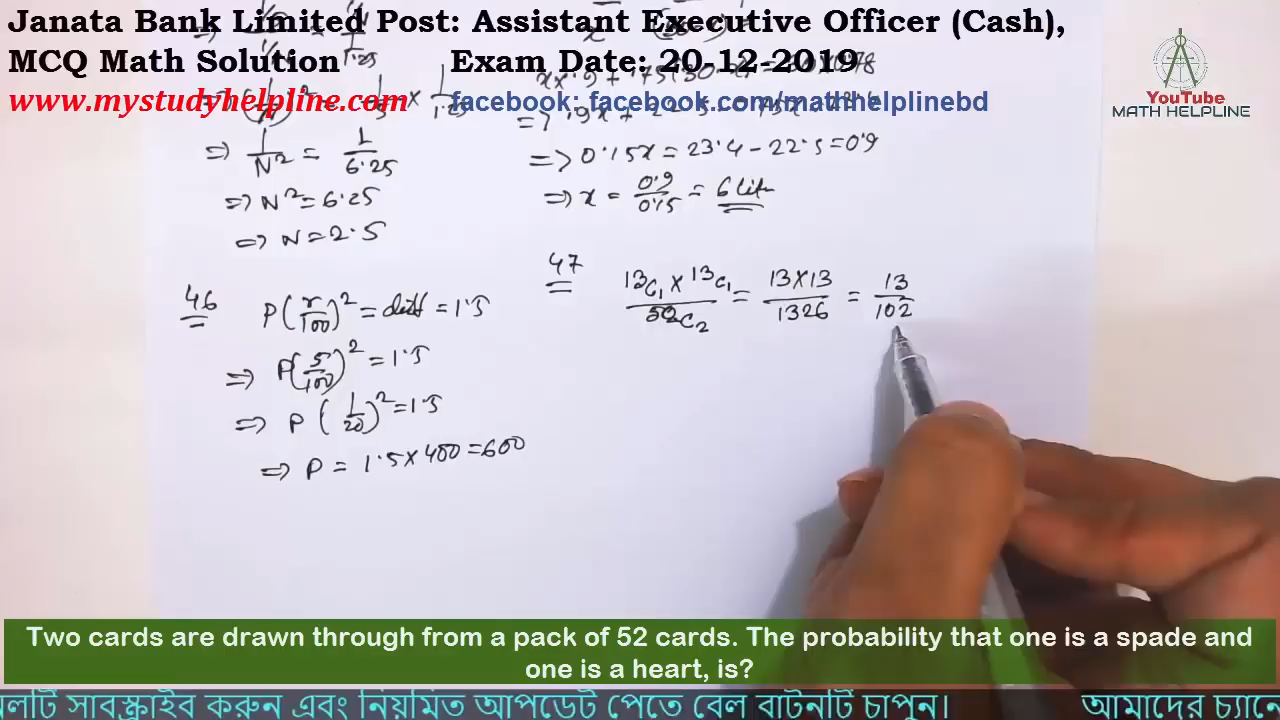 Janata Bank Limited Post: Assistant Executive Officer (Cash),
MCQ Math Solution Exam Date: 20-12-2019
www.mystudyhelpline.com facebook: facebook.com/mathhelplinebd
YouTube
MATH HELPLINE
⇒ 1/N² = 1/6.25
⇒ N² = 6.25
⇒ N = 2.5
⇒ 0.15x = 23.4 - 22.5 = 0.9
⇒ x = 0.9/0.15 = 6 litre
46
P(r/100)² = diff = 1.5
⇒ P(5/100)² = 1.5
⇒ P(1/20)² = 1.5
⇒ P = 1.5 x 400 = 600
47
13C₁ x 13C₁ / 52C₂ = 13x13/1326 = 13/102
Two cards are drawn through from a pack of 52 cards. The probability that one is a spade and
one is a heart, is?
নলটি সাবস্ক্রাইব করুন এবং নিয়মিত আপডেট পেতে বেল বাটনটি চাপুন। আমাদের চ্যানে